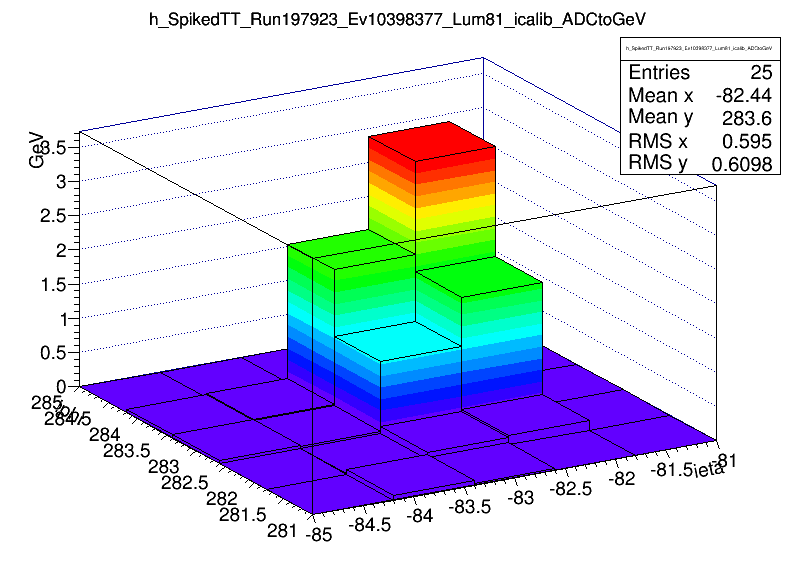 h_SpikedTT_Run197923_Ev10398377_Lum81_icalib_ADCtoGeV
h_SpikedTT_Run197923_Ev10398377_Lum81_icalib_ADCtoGeV
Entries 25
Mean x -82.44
Mean y 283.6
RMS x 0.595
RMS y 0.6098
GeV
3.5
3
2.5
2
1.5
1
0.5
0
285
284.5
284
283.5
283
282.5
282
281.5
281
-85
-84.5
-84
-83.5
-83
-82.5
-82
-81.5
-81
ieta